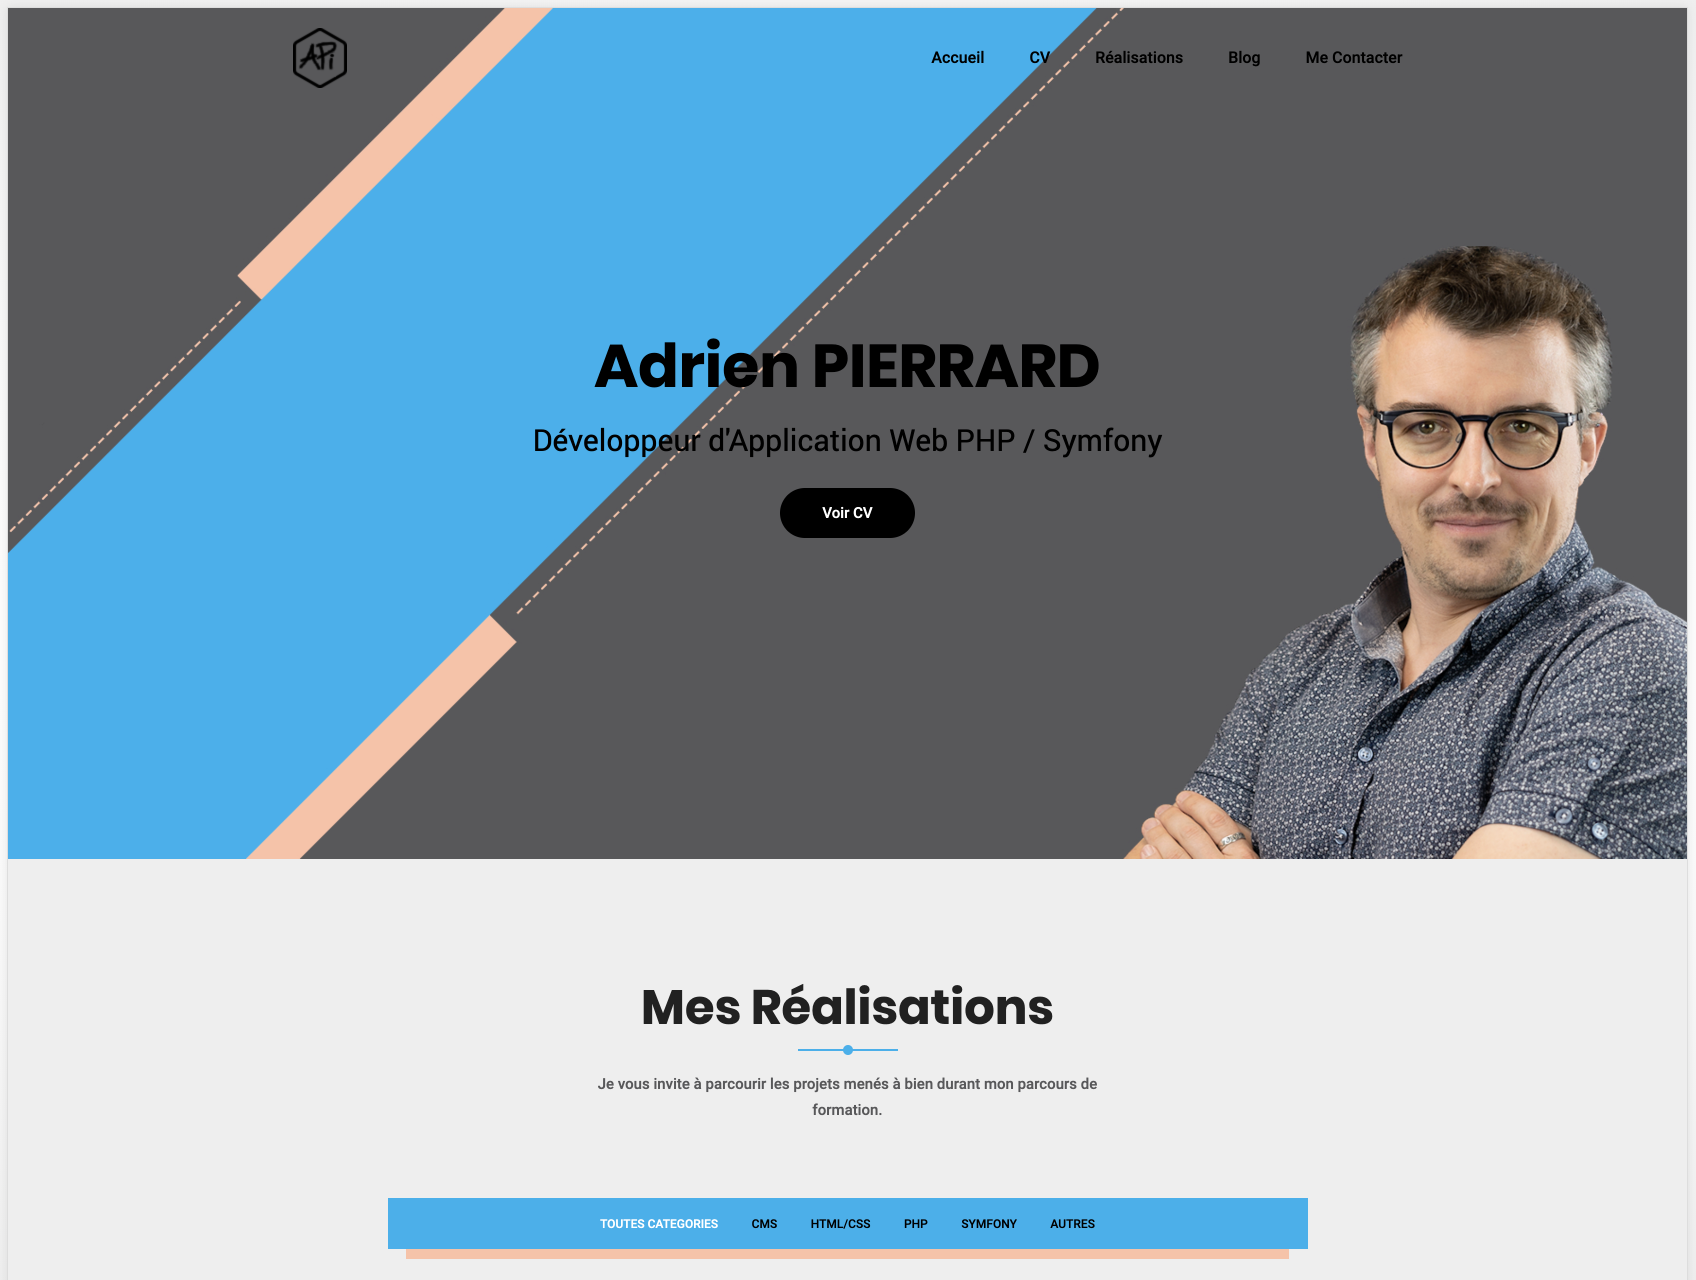 APi
Accueil CV Réalisations Blog Me Contacter
Adrien PIERRARD
Développeur d'Application Web PHP / Symfony
Voir CV
Mes Réalisations
Je vous invite à parcourir les projets menés à bien durant mon parcours de
formation.
TOUTES CATEGORIES CMS HTML/CSS PHP SYMFONY AUTRES